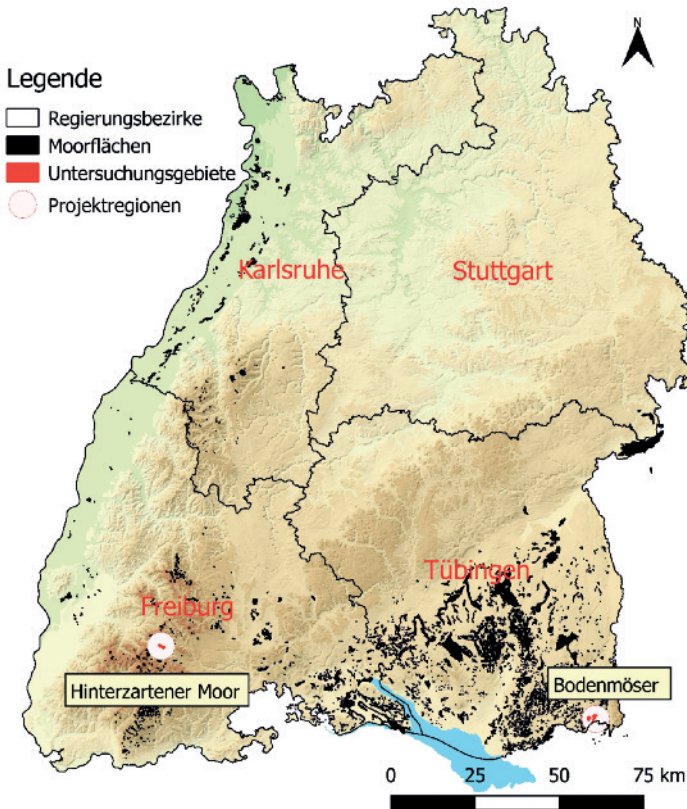 N
Legende
Regierungsbezirke
Moorflächen
Untersuchungsgebiete
Projektregionen
Karlsruhe
Stuttgart
Tübingen
Freiburg
Hinterzartener Moor
Bodenmöser
0 25 50 75 km